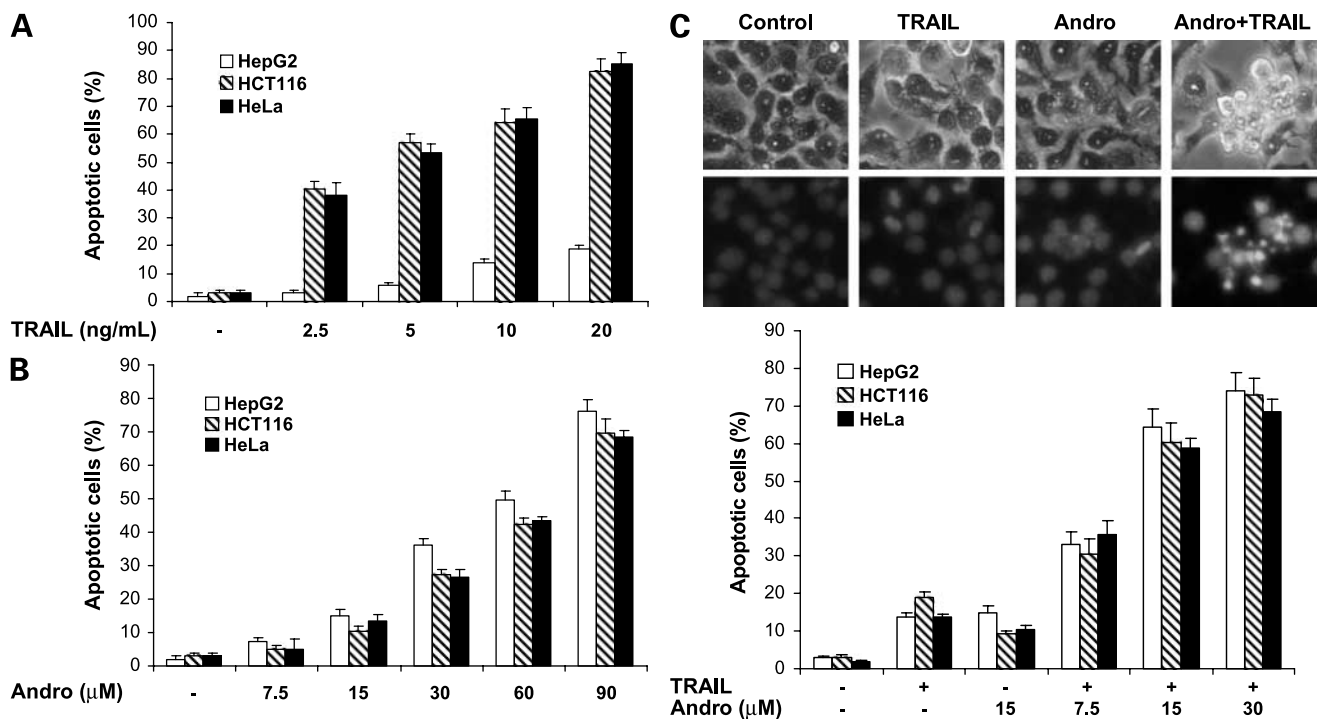 A
Apoptotic cells (%)
100
90
80
70
60
50
40
30
20
10
0
HepG2
HCT116
HeLa
TRAIL (ng/mL) - 2.5 5 10 20
B
Apoptotic cells (%)
90
80
70
60
50
40
30
20
10
0
HepG2
HCT116
HeLa
Andro (μM) - 7.5 15 30 60 90
C
Control TRAIL Andro Andro+TRAIL
Apoptotic cells (%)
90
80
70
60
50
40
30
20
10
0
HepG2
HCT116
HeLa
TRAIL - + - + + +
Andro (μM) - - 15 7.5 15 30